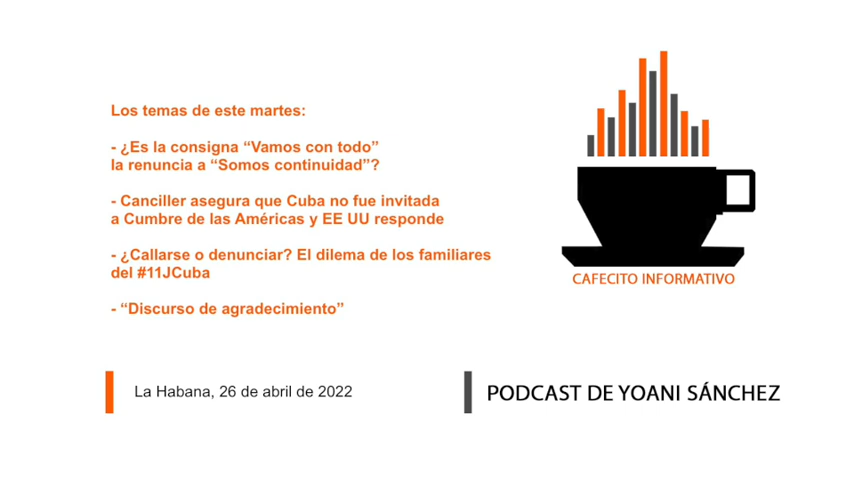 Los temas de este martes:
- ¿Es la consigna “Vamos con todo”
la renuncia a “Somos continuidad”?
- Canciller asegura que Cuba no fue invitada
a Cumbre de las Américas y EE UU responde
- ¿Callarse o denunciar? El dilema de los familiares
del #11JCuba
- “Discurso de agradecimiento”
CAFECITO INFORMATIVO
La Habana, 26 de abril de 2022
PODCAST DE YOANI SÁNCHEZ